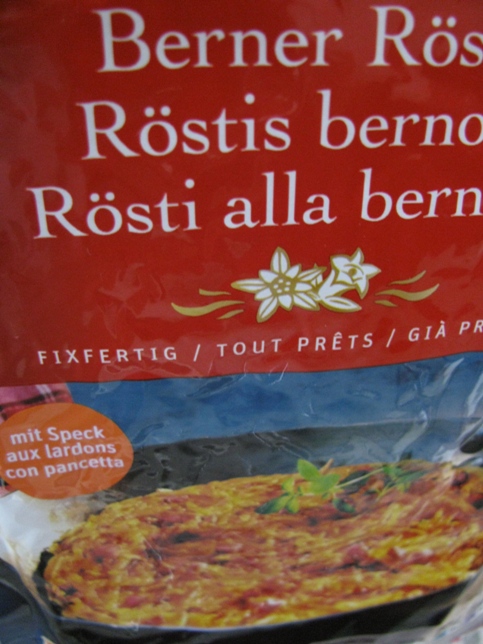 Berner Rös
Röstis berno
Rösti alla bern
FIXFERTIG / TOUT PRÊTS / GIÀ PR
mit Speck
aux lardons
con pancetta